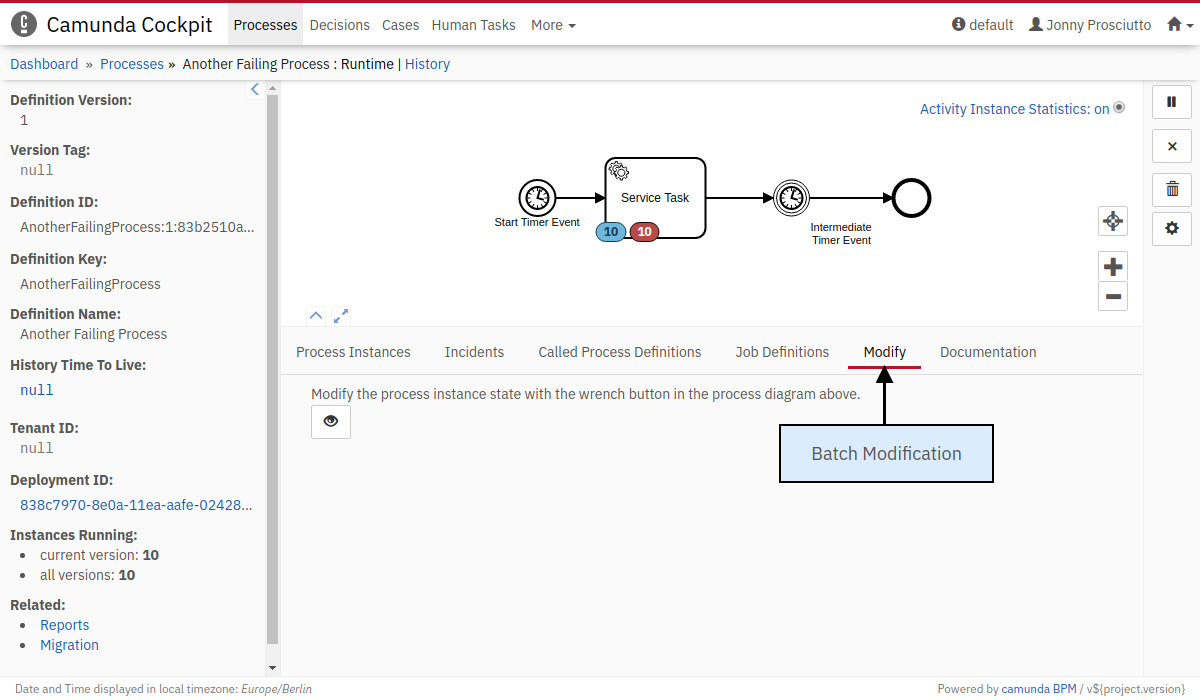 Camunda Cockpit Processes Decisions Cases Human Tasks More default Jonny Prosciutto
Dashboard » Processes » Another Failing Process : Runtime | History
Definition Version:
1
Version Tag:
null
Definition ID:
AnotherFailingProcess:1:83b2510a...
Definition Key:
AnotherFailingProcess
Definition Name:
Another Failing Process
History Time To Live:
null
Tenant ID:
null
Deployment ID:
838c7970-8e0a-11ea-aafe-02428...
Instances Running:
• current version: 10
• all versions: 10
Related:
• Reports
• Migration
Activity Instance Statistics: on
Start Timer Event
Service Task
10 10
Intermediate
Timer Event
Process Instances Incidents Called Process Definitions Job Definitions Modify Documentation
Modify the process instance state with the wrench button in the process diagram above.
Batch Modification
Date and Time displayed in local timezone: Europe/Berlin
Powered by camunda BPM / v${project.version}